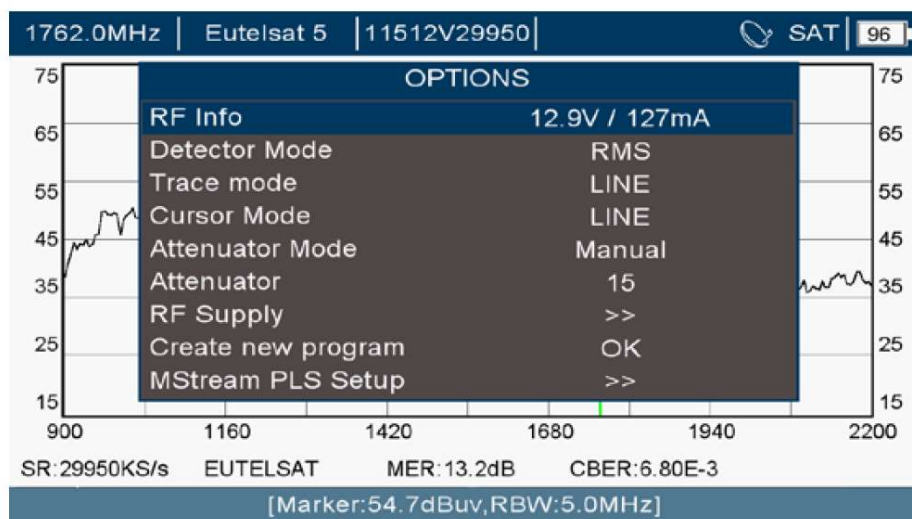 1762.0MHz | Eutelsat 5 |11512V29950| SAT | 96
OPTIONS
RF Info 12.9V / 127mA
Detector Mode RMS
Trace mode LINE
Cursor Mode LINE
Attenuator Mode Manual
Attenuator 15
RF Supply >>
Create new program OK
MStream PLS Setup >>
75 75
65 65
55 55
45 45
35 35
25 25
15 15
900 1160 1420 1680 1940 2200
SR:29950KS/s EUTELSAT MER:13.2dB CBER:6.80E-3
[Marker:54.7dBuv,RBW:5.0MHz]